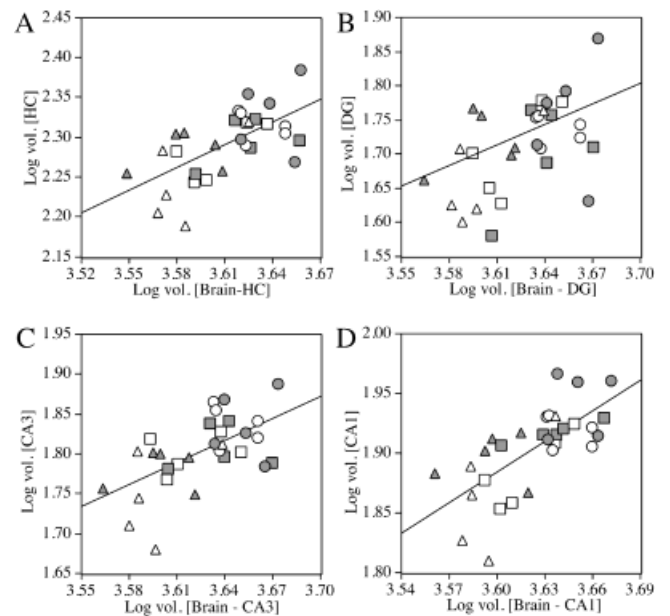 A
2.45
2.40
2.35
2.30
2.25
2.20
2.15
Log vol. [HC]
3.52 3.55 3.58 3.61 3.64 3.67
Log vol. [Brain-HC]
B
1.90
1.85
1.80
1.75
1.70
1.65
1.60
1.55
Log vol. [DG]
3.55 3.58 3.61 3.64 3.67 3.70
Log vol. [Brain - DG]
C
1.95
1.90
1.85
1.80
1.75
1.70
1.65
Log vol. [CA3]
3.55 3.58 3.61 3.64 3.67 3.70
Log vol. [Brain - CA3]
D
2.00
1.95
1.90
1.85
1.80
Log vol. [CA1]
3.54 3.57 3.60 3.63 3.66 3.69
Log vol. [Brain - CA1]